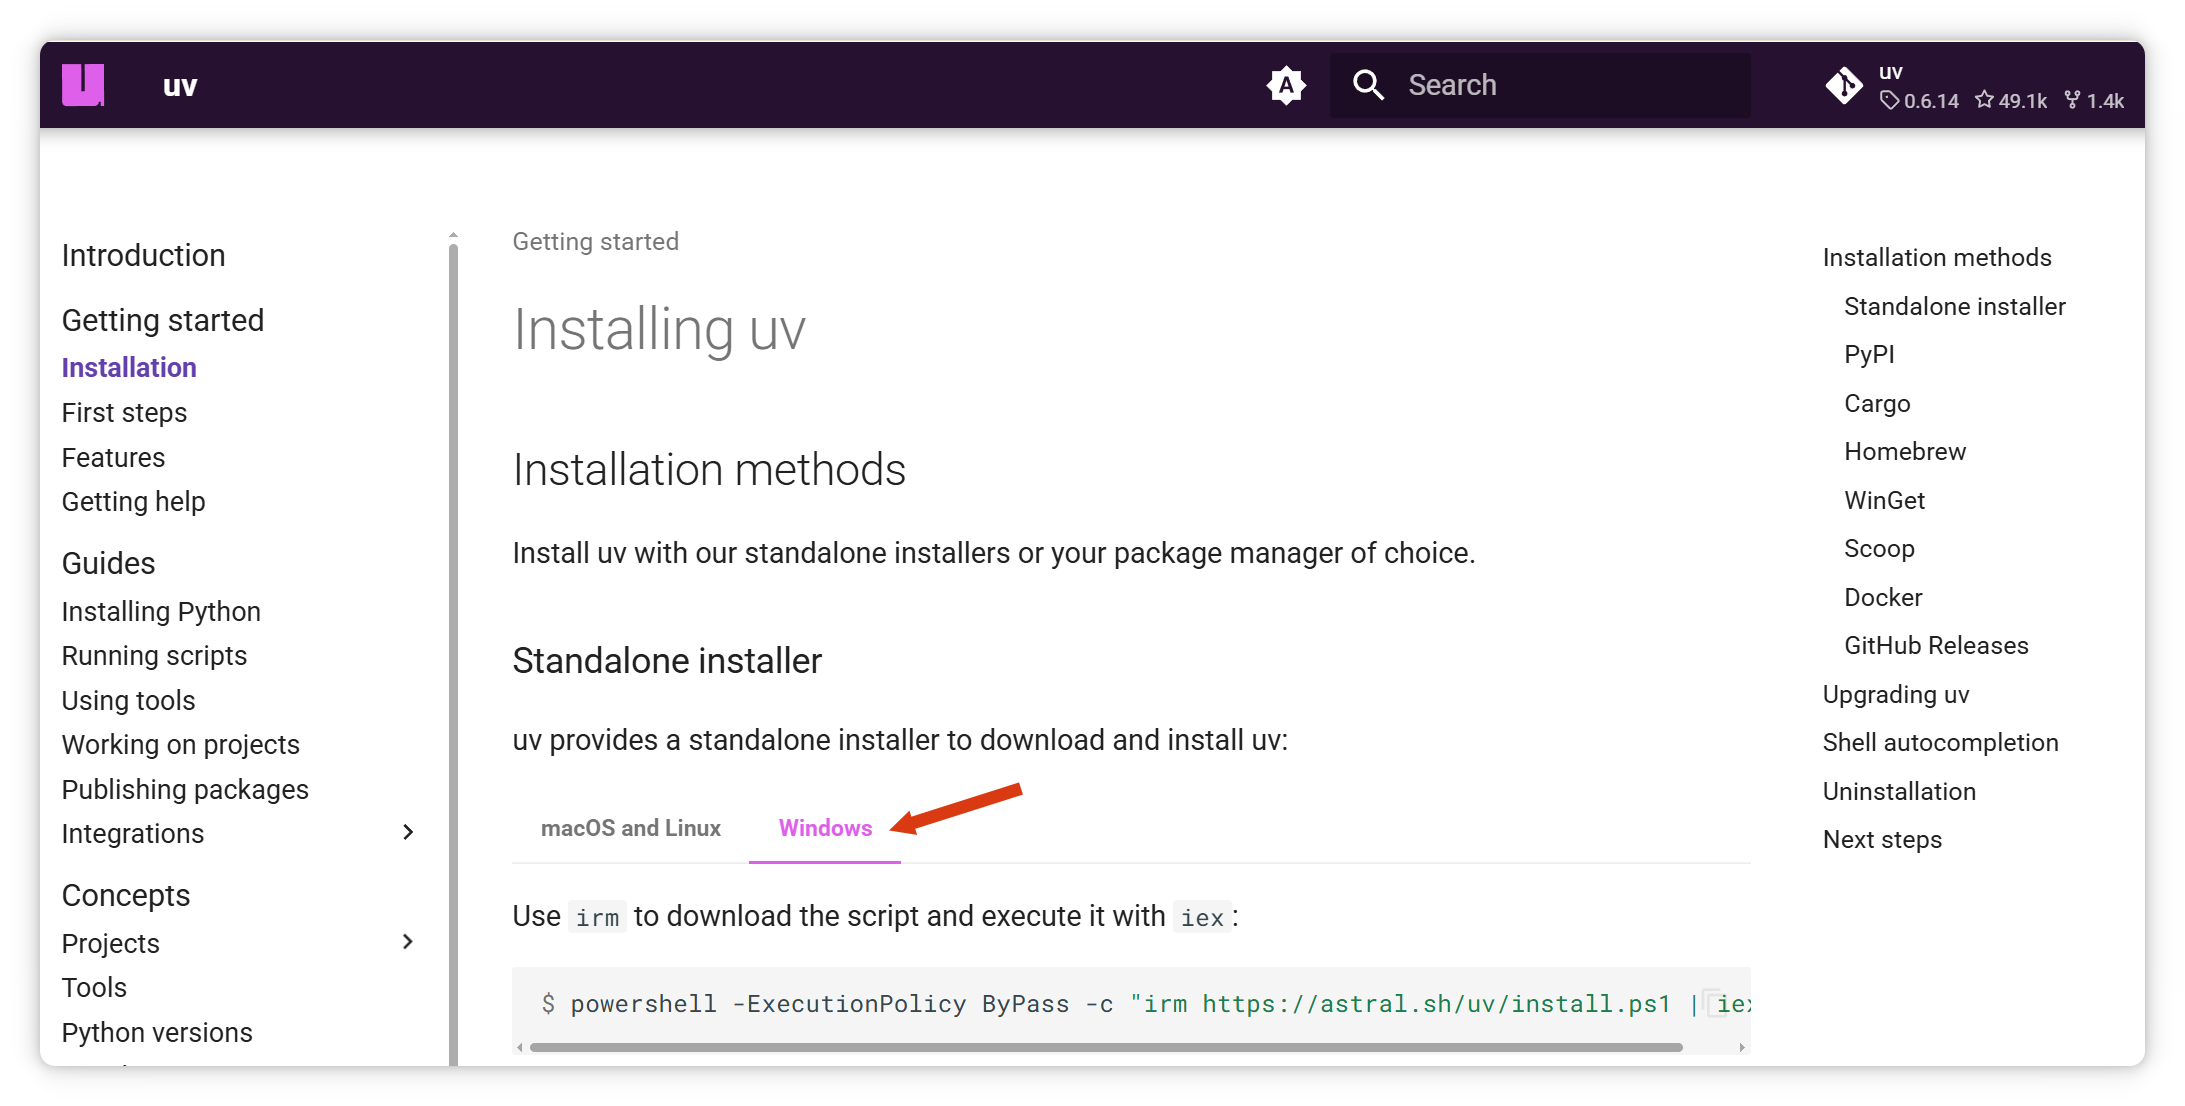 uv
Search
uv
0.6.14 49.1k 1.4k
Introduction
Getting started
Installation
First steps
Features
Getting help
Guides
Installing Python
Running scripts
Using tools
Working on projects
Publishing packages
Integrations
Concepts
Projects
Tools
Python versions
Getting started
Installing uv
Installation methods
Install uv with our standalone installers or your package manager of choice.
Standalone installer
uv provides a standalone installer to download and install uv:
macOS and Linux Windows
Use irm to download the script and execute it with iex:
$ powershell -ExecutionPolicy ByPass -c "irm https://astral.sh/uv/install.ps1 | iex
Installation methods
Standalone installer
PyPI
Cargo
Homebrew
WinGet
Scoop
Docker
GitHub Releases
Upgrading uv
Shell autocompletion
Uninstallation
Next steps